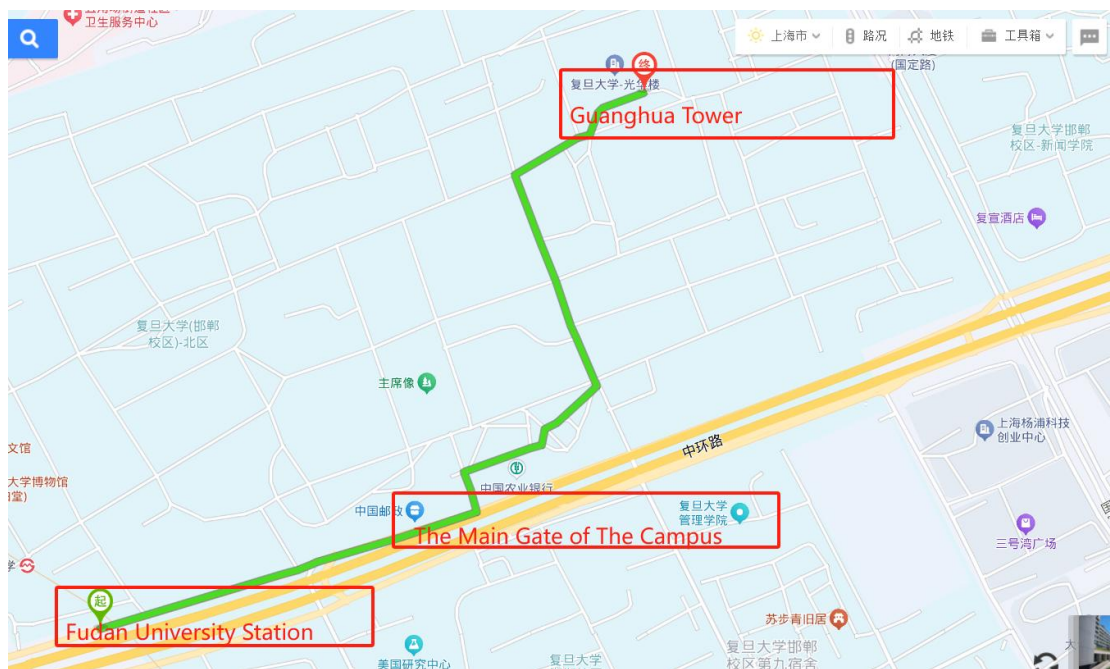 卫生服务中心
上海市
路况
地铁
工具箱
(国定路)
终
复旦大学-光华楼
Guanghua Tower
复旦大学邯郸
校区-新闻学院
复宣酒店
复旦大学(邯郸
校区)-北区
主席像
中环路
上海杨浦科技
创业中心
文馆
大学博物馆
中国农业银行
中国邮政
复旦大学
管理学院
The Main Gate of The Campus
三号湾广场
起
Fudan University Station
苏步青旧居
美国研究中心
复旦大学
复旦大学邯郸
校区第九宿舍
大